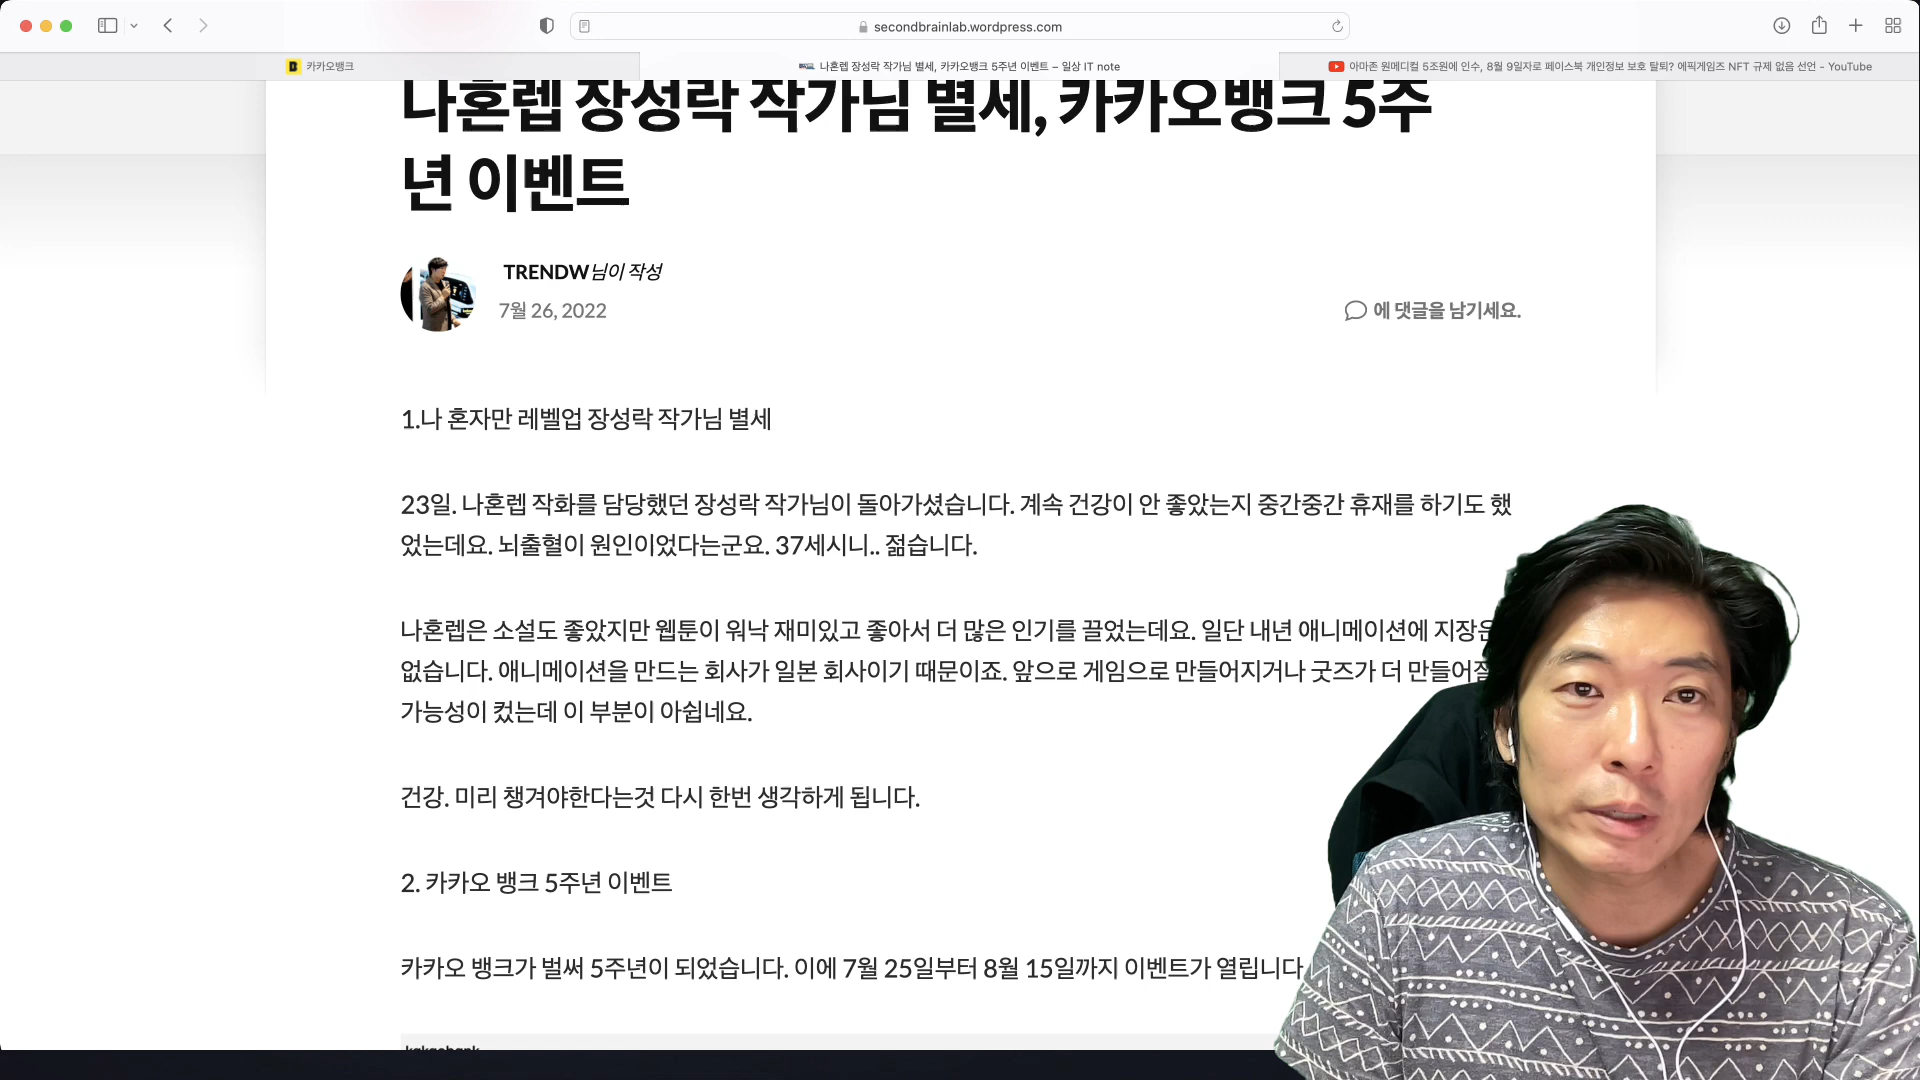 secondbrainlab.wordpress.com
카카오뱅크
나혼렙 장성락 작가님 별세, 카카오뱅크 5주년 이벤트 – 일상 IT note
아마존 원메디컬 5조원에 인수, 8월 9일자로 페이스북 개인정보 보호 탈퇴? 에픽게임즈 NFT 규제 없음 선언 - YouTube
나혼렙 장성락 작가님 별세, 카카오뱅크 5주
년 이벤트
TRENDW님이 작성
7월 26, 2022
에 댓글을 남기세요.
1.나 혼자만 레벨업 장성락 작가님 별세
23일. 나혼렙 작화를 담당했던 장성락 작가님이 돌아가셨습니다. 계속 건강이 안 좋았는지 중간중간 휴재를 하기도 했
었는데요. 뇌출혈이 원인이었다는군요. 37세시니.. 젊습니다.
나혼렙은 소설도 좋았지만 웹툰이 워낙 재미있고 좋아서 더 많은 인기를 끌었는데요. 일단 내년 애니메이션에 지장은
없습니다. 애니메이션을 만드는 회사가 일본 회사이기 때문이죠. 앞으로 게임으로 만들어지거나 굿즈가 더 만들어질
가능성이 컸는데 이 부분이 아쉽네요.
건강. 미리 챙겨야한다는것 다시 한번 생각하게 됩니다.
2. 카카오 뱅크 5주년 이벤트
카카오 뱅크가 벌써 5주년이 되었습니다. 이에 7월 25일부터 8월 15일까지 이벤트가 열립니다
kakaobank